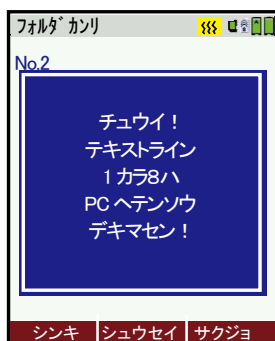 フォルダ カンリ
No.2
チュウイ！
テキストライン
1 カラ8ハ
PC ヘテンソウ
デキマセン！
シンキ シュウセイ サクジョ